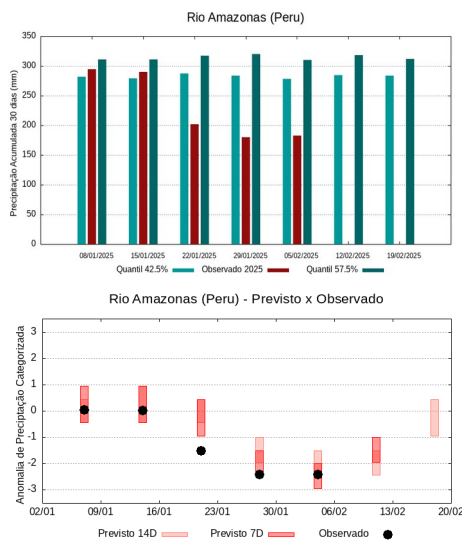 Rio Amazonas (Peru)
Precipitação Acumulada 30 dias (mm)
350
300
250
200
150
100
50
0
08/01/2025 15/01/2025 22/01/2025 29/01/2025 05/02/2025 12/02/2025 19/02/2025
Quantil 42.5% Observado 2025 Quantil 57.5%
Rio Amazonas (Peru) - Previsto x Observado
Anomalia de Precipitação Categorizada
3
2
1
0
-1
-2
-3
02/01 09/01 16/01 23/01 30/01 06/02 13/02 20/02
Previsto 14D Previsto 7D Observado